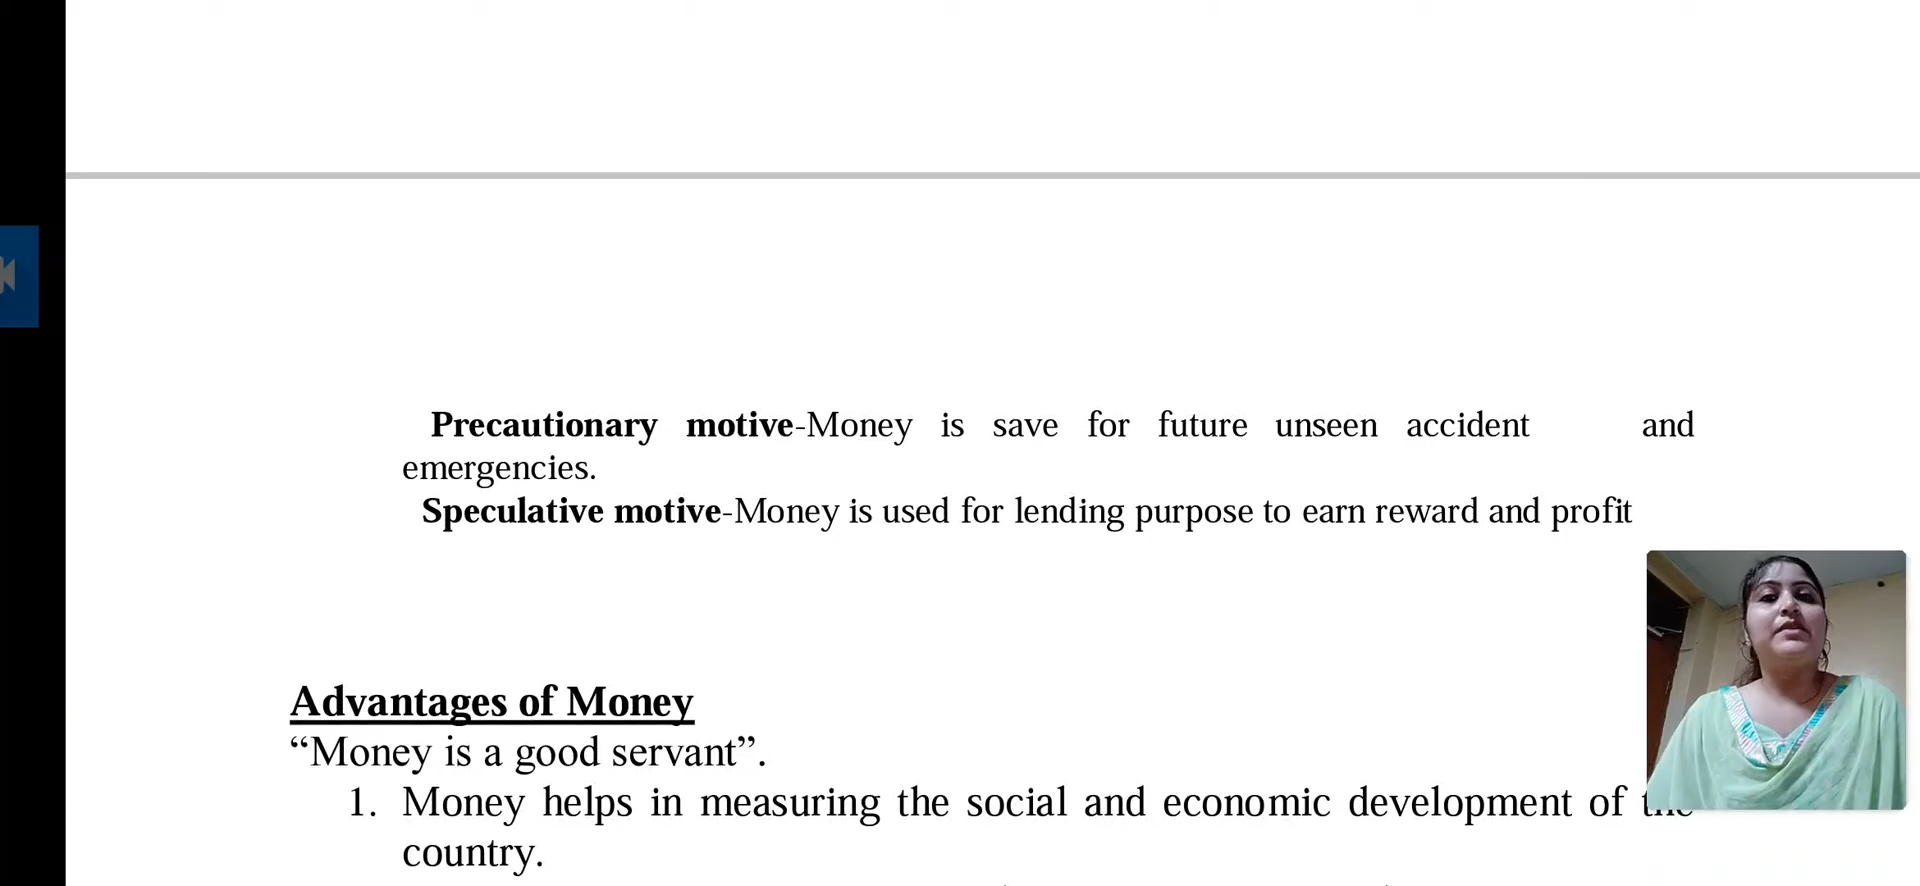 Precautionary motive-Money is save for future unseen accident and
emergencies.
Speculative motive-Money is used for lending purpose to earn reward and profit
Advantages of Money
“Money is a good servant”.
1. Money helps in measuring the social and economic development of
country.